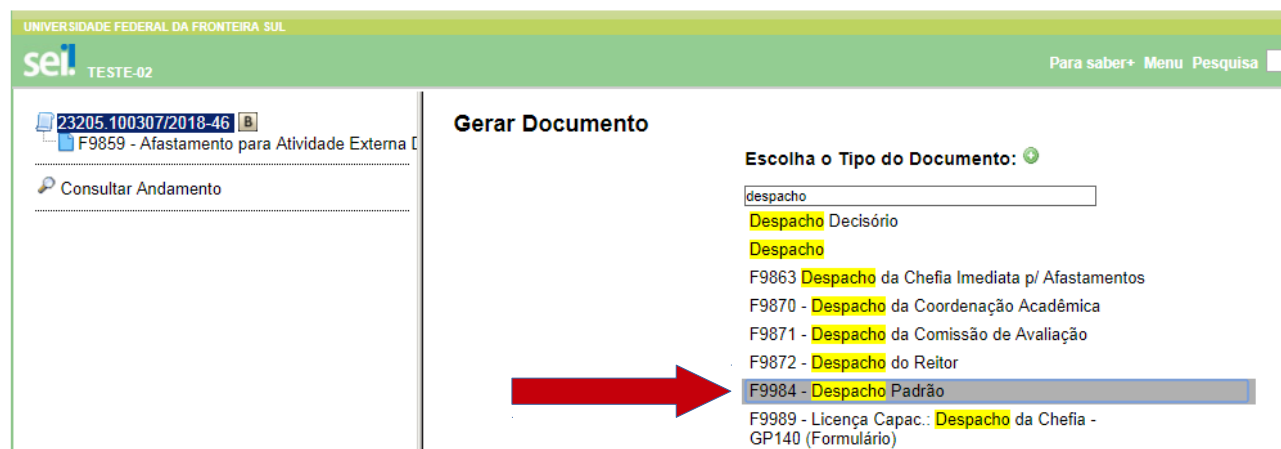 UNIVERSIDADE FEDERAL DA FRONTEIRA SUL
sei! TESTE-02
Para saber+ Menu Pesquisa
23205.100307/2018-46 B
F9859 - Afastamento para Atividade Externa
Consultar Andamento
Gerar Documento
Escolha o Tipo do Documento:
despacho
Despacho Decisório
Despacho
F9863 Despacho da Chefia Imediata p/ Afastamentos
F9870 - Despacho da Coordenação Acadêmica
F9871 - Despacho da Comissão de Avaliação
F9872 - Despacho do Reitor
F9984 - Despacho Padrão
F9989 - Licença Capac.: Despacho da Chefia -
GP140 (Formulário)